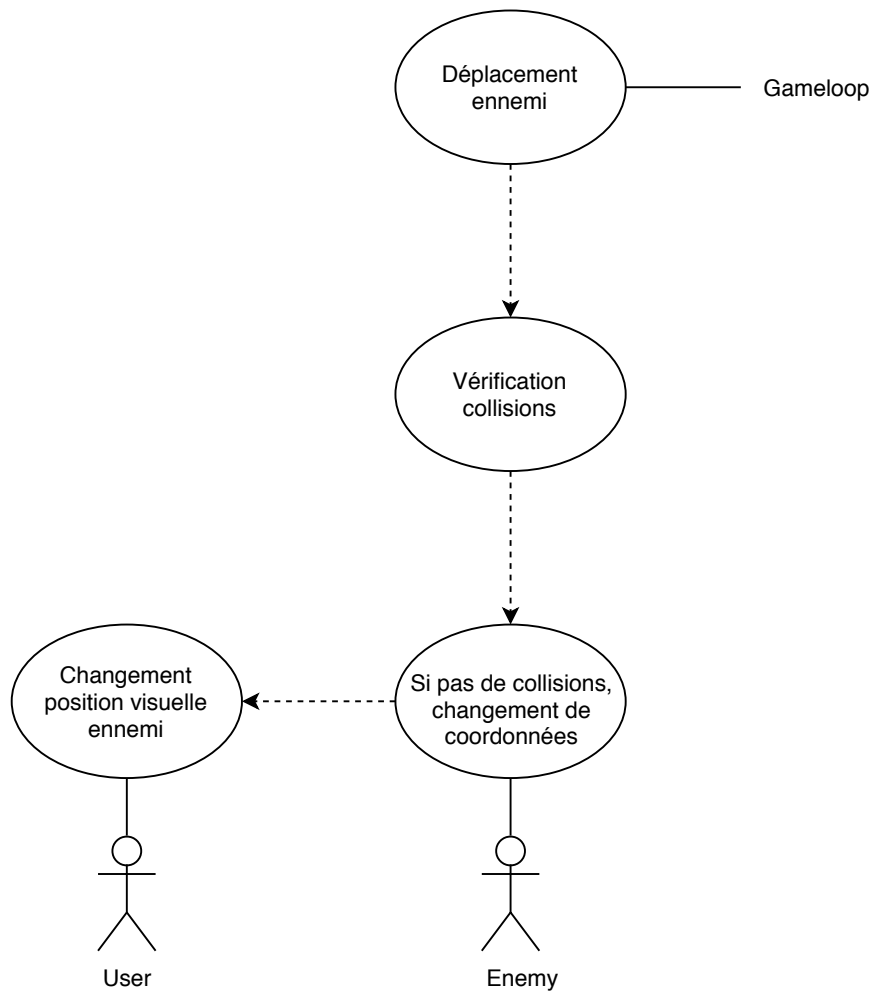 Déplacement
ennemi
Gameloop
Vérification
collisions
Changement
position visuelle
ennemi
Si pas de collisions,
changement de
coordonnées
User
Enemy